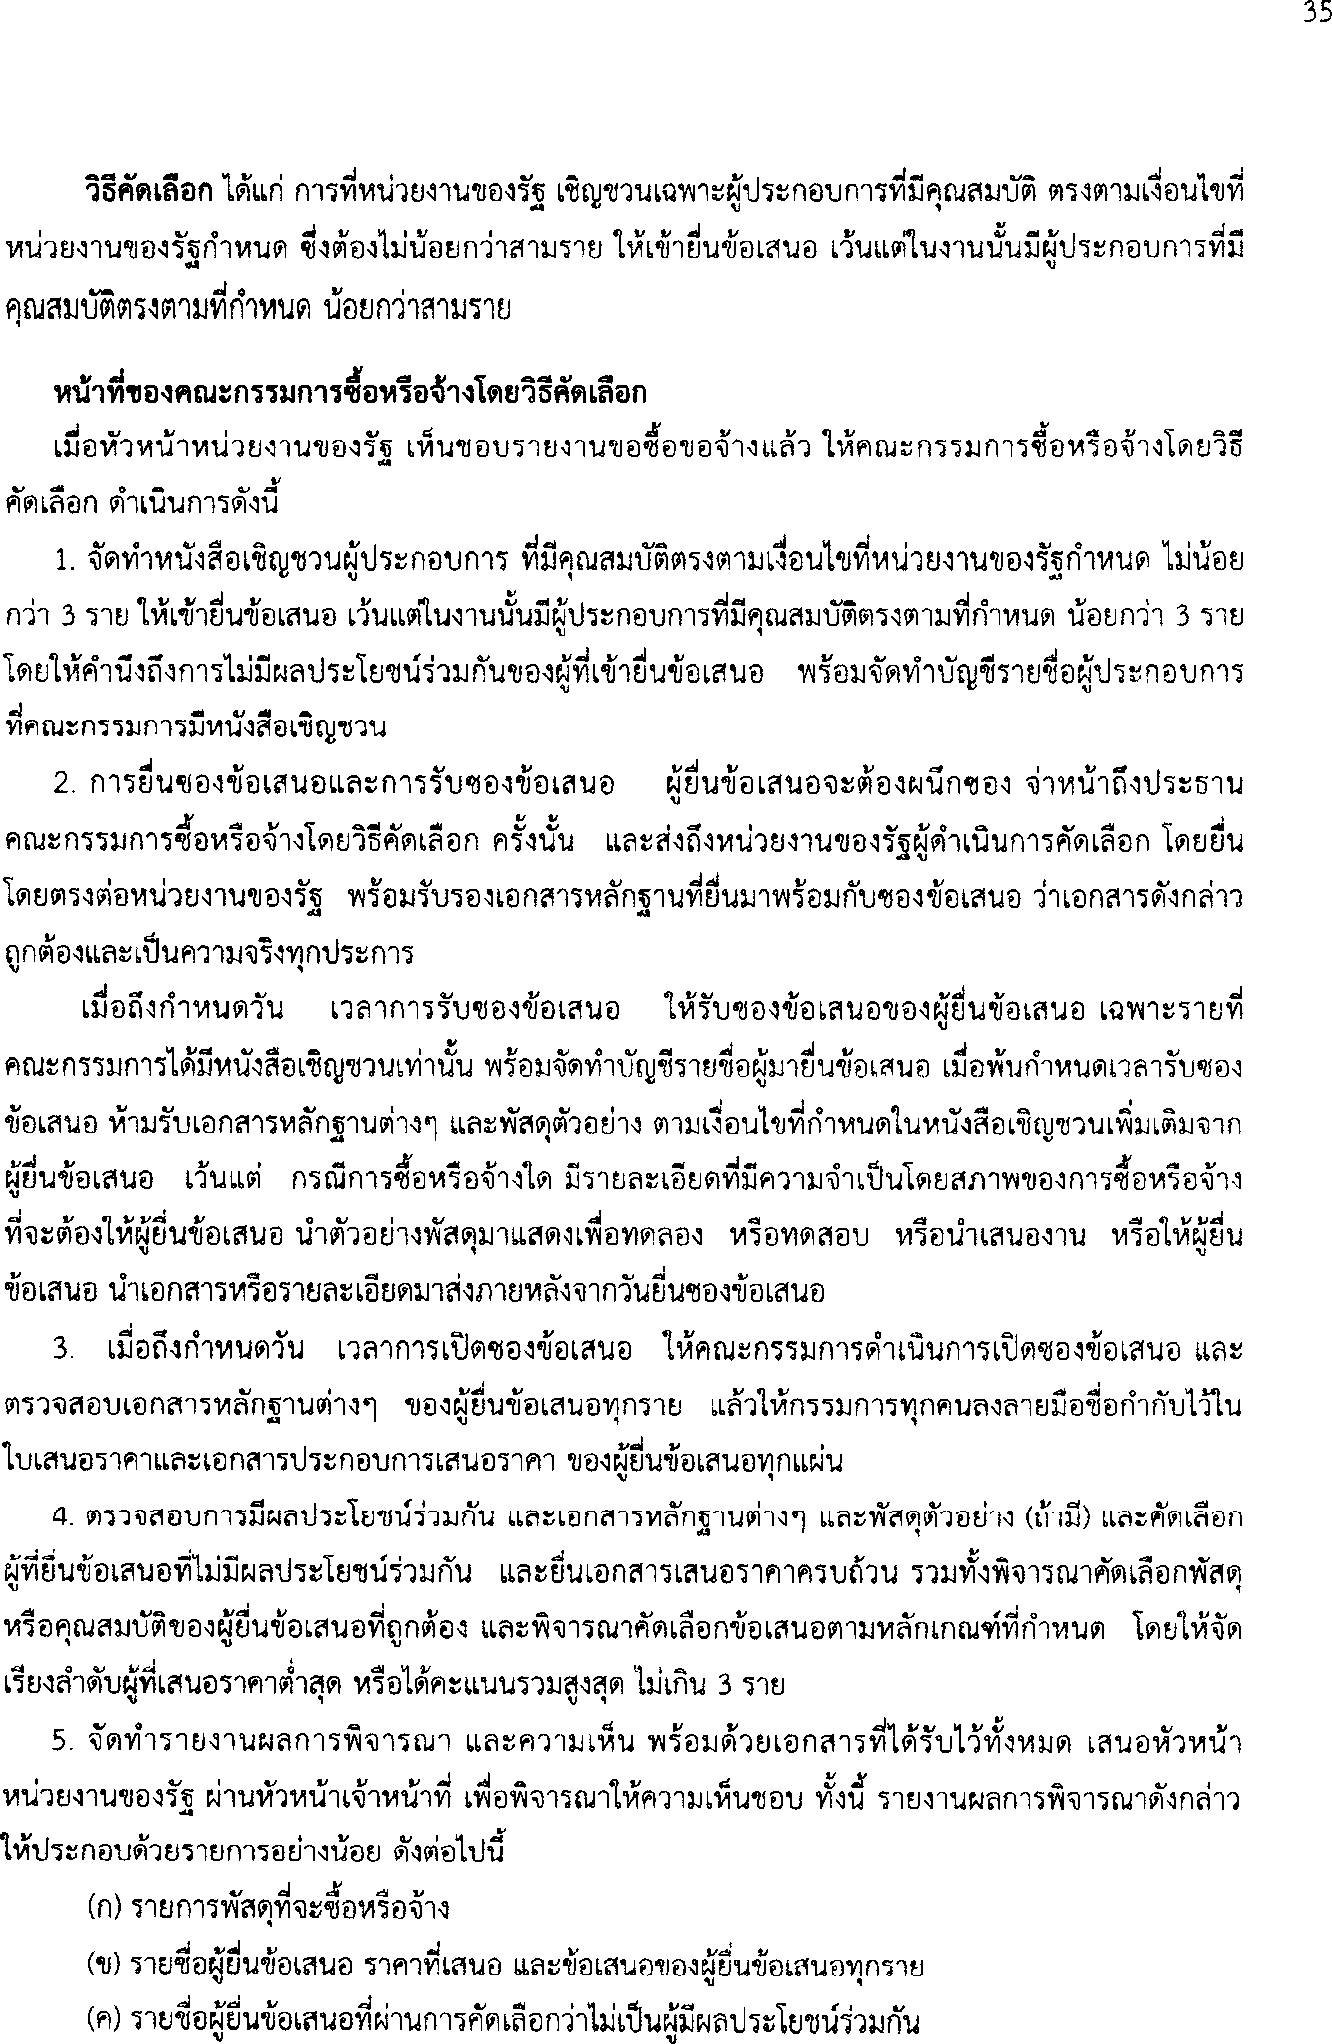 35
วิธีคัดเลือก ได้แก่ การที่หน่วยงานของรัฐ เชิญชวนเฉพาะผู้ประกอบการที่มีคุณสมบัติ ตรงตามเงื่อนไขที่
หน่วยงานของรัฐกำหนด ซึ่งต้องไม่น้อยกว่าสามราย ให้เข้ายื่นข้อเสนอ เว้นแต่ในงานนั้นมีผู้ประกอบการที่มี
คุณสมบัติตรงตามที่กำหนด น้อยกว่าสามราย
หน้าที่ของคณะกรรมการซื้อหรือจ้างโดยวิธีคัดเลือก
เมื่อหัวหน้าหน่วยงานของรัฐ เห็นชอบรายงานขอซื้อขอจ้างแล้ว ให้คณะกรรมการซื้อหรือจ้างโดยวิธี
คัดเลือก ดำเนินการดังนี้
1. จัดทำหนังสือเชิญชวนผู้ประกอบการ ที่มีคุณสมบัติตรงตามเงื่อนไขที่หน่วยงานของรัฐกำหนด ไม่น้อย
กว่า 3 ราย ให้เข้ายื่นข้อเสนอ เว้นแต่ในงานนั้นมีผู้ประกอบการที่มีคุณสมบัติตรงตามที่กำหนด น้อยกว่า 3 ราย
โดยให้คำนึงถึงการไม่มีผลประโยชน์ร่วมกันของผู้ที่เข้ายื่นข้อเสนอ พร้อมจัดทำบัญชีรายชื่อผู้ประกอบการ
ที่คณะกรรมการมีหนังสือเชิญชวน
2. การยื่นซองข้อเสนอและการรับซองข้อเสนอ ผู้ยื่นข้อเสนอจะต้องผนึกซอง จ่าหน้าถึงประธาน
คณะกรรมการซื้อหรือจ้างโดยวิธีคัดเลือก ครั้งนั้น และส่งถึงหน่วยงานของรัฐผู้ดำเนินการคัดเลือก โดยยื่น
โดยตรงต่อหน่วยงานของรัฐ พร้อมรับรองเอกสารหลักฐานที่ยื่นมาพร้อมกับซองข้อเสนอ ว่าเอกสารดังกล่าว
ถูกต้องและเป็นความจริงทุกประการ
เมื่อถึงกำหนดวัน เวลาการรับซองข้อเสนอ ให้รับซองข้อเสนอของผู้ยื่นข้อเสนอ เฉพาะรายที่
คณะกรรมการได้มีหนังสือเชิญชวนเท่านั้น พร้อมจัดทำบัญชีรายชื่อผู้มายื่นข้อเสนอ เมื่อพ้นกำหนดเวลารับซอง
ข้อเสนอ ห้ามรับเอกสารหลักฐานต่างๆ และพัสดุตัวอย่าง ตามเงื่อนไขที่กำหนดในหนังสือเชิญชวนเพิ่มเติมจาก
ผู้ยื่นข้อเสนอ เว้นแต่ กรณีการซื้อหรือจ้างใด มีรายละเอียดที่มีความจำเป็นโดยสภาพของการซื้อหรือจ้าง
ที่จะต้องให้ผู้ยื่นข้อเสนอ นำตัวอย่างพัสดุมาแสดงเพื่อทดลอง หรือทดสอบ หรือนำเสนองาน หรือให้ผู้ยื่น
ข้อเสนอ นำเอกสารหรือรายละเอียดมาส่งภายหลังจากวันยื่นซองข้อเสนอ
3. เมื่อถึงกำหนดวัน เวลาการเปิดซองข้อเสนอ ให้คณะกรรมการดำเนินการเปิดซองข้อเสนอ และ
ตรวจสอบเอกสารหลักฐานต่างๆ ของผู้ยื่นข้อเสนอทุกราย แล้วให้กรรมการทุกคนลงลายมือชื่อกำกับไว้ใน
ใบเสนอราคาและเอกสารประกอบการเสนอราคา ของผู้ยื่นข้อเสนอทุกแผ่น
4. ตรวจสอบการมีผลประโยชน์ร่วมกัน และเอกสารหลักฐานต่างๆ และพัสดุตัวอย่าง (ถ้ามี) และคัดเลือก
ผู้ที่ยื่นข้อเสนอที่ไม่มีผลประโยชน์ร่วมกัน และยื่นเอกสารเสนอราคาครบถ้วน รวมทั้งพิจารณาคัดเลือกพัสดุ
หรือคุณสมบัติของผู้ยื่นข้อเสนอที่ถูกต้อง และพิจารณาคัดเลือกข้อเสนอตามหลักเกณฑ์ที่กำหนด โดยให้จัด
เรียงลำดับผู้ที่เสนอราคาต่ำสุด หรือได้คะแนนรวมสูงสุด ไม่เกิน 3 ราย
5. จัดทำรายงานผลการพิจารณา และความเห็น พร้อมด้วยเอกสารที่ได้รับไว้ทั้งหมด เสนอหัวหน้า
หน่วยงานของรัฐ ผ่านหัวหน้าเจ้าหน้าที่ เพื่อพิจารณาให้ความเห็นชอบ ทั้งนี้ รายงานผลการพิจารณาดังกล่าว
ให้ประกอบด้วยรายการอย่างน้อย ดังต่อไปนี้
(ก) รายการพัสดุที่จะซื้อหรือจ้าง
(ข) รายชื่อผู้ยื่นข้อเสนอ ราคาที่เสนอ และข้อเสนอของผู้ยื่นข้อเสนอทุกราย
(ค) รายชื่อผู้ยื่นข้อเสนอที่ผ่านการคัดเลือกว่าไม่เป็นผู้มีผลประโยชน์ร่วมกัน